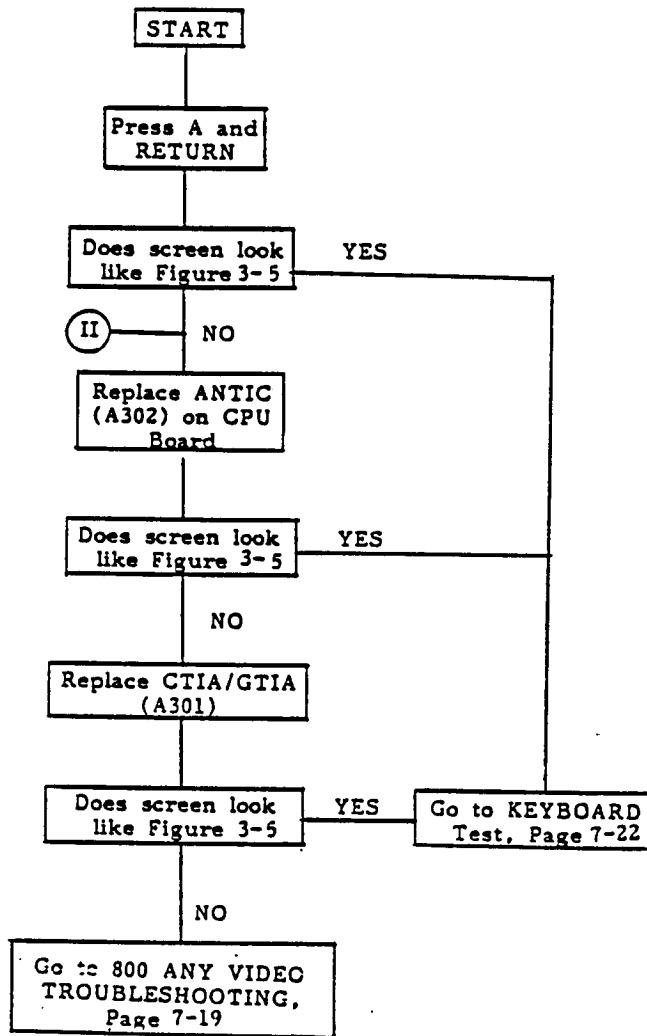 START
Press A and
RETURN
Does screen look
like Figure 3-5
YES
II
NO
Replace ANTIC
(A302) on CPU
Board
Does screen look
like Figure 3-5
YES
NO
Replace CTIA/GTIA
(A301)
Does screen look
like Figure 3-5
YES
Go to KEYBOARD
Test, Page 7-22
NO
Go to 800 ANY VIDEO
TROUBLESHOOTING,
Page 7-19